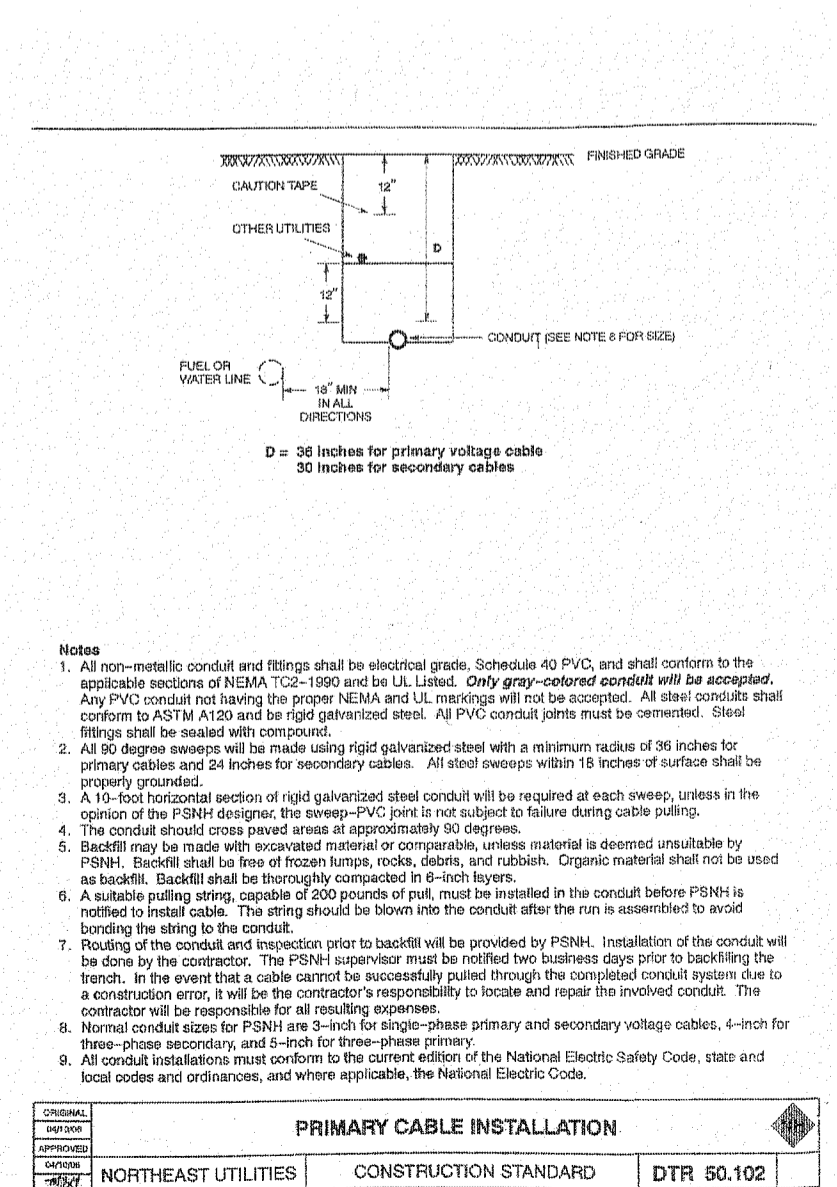 FINISHED GRADE
CAUTION TAPE
12"
OTHER UTILITIES
D
12"
CONDUIT (SEE NOTE 8 FOR SIZE)
FUEL OR
WATER LINE
18" MIN
IN ALL
DIRECTIONS
D = 36 inches for primary voltage cable
30 inches for secondary cables
Notes
1. All non-metallic conduit and fittings shall be electrical grade, Schedule 40 PVC, and shall conform to the
applicable sections of NEMA TC2-1990 and be UL Listed. Only gray-colored conduit will be accepted.
Any PVC conduit not having the proper NEMA and UL markings will not be accepted. All steel conduits shall
conform to ASTM A120 and be rigid galvanized steel. All PVC conduit joints must be cemented. Steel
fittings shall be sealed with compound.
2. All 90 degree sweeps will be made using rigid galvanized steel with a minimum radius of 36 inches for
primary cables and 24 inches for secondary cables. All steel sweeps within 18 inches of surface shall be
properly grounded.
3. A 10-foot horizontal section of rigid galvanized steel conduit will be required at each sweep, unless in the
opinion of the PSNH designer, the sweep-PVC joint is not subject to failure during cable pulling.
4. The conduit should cross paved areas at approximately 90 degrees.
5. Backfill may be made with excavated material or comparable, unless material is deemed unsuitable by
PSNH. Backfill shall be free of frozen lumps, rocks, debris, and rubbish. Organic material shall not be used
as backfill. Backfill shall be thoroughly compacted in 6-inch layers.
6. A suitable pulling string, capable of 200 pounds of pull, must be installed in the conduit before PSNH is
notified to install cable. The string should be blown into the conduit after the run is assembled to avoid
bonding the string to the conduit.
7. Routing of the conduit and inspection prior to backfill will be provided by PSNH. Installation of the conduit will
be done by the contractor. The PSNH supervisor must be notified two business days prior to backfilling the
trench. In the event that a cable cannot be successfully pulled through the completed conduit system due to
a construction error, it will be the contractor's responsibility to locate and repair the involved conduit. The
contractor will be responsible for all resulting expenses.
8. Normal conduit sizes for PSNH are 3-inch for single-phase primary and secondary voltage cables, 4-inch for
three-phase secondary, and 5-inch for three-phase primary.
9. All conduit installations must conform to the current edition of the National Electric Safety Code, state and
local codes and ordinances, and where applicable, the National Electric Code.
ORIGINAL
04/10/06
APPROVED
04/10/06
PRIMARY CABLE INSTALLATION
NH
NORTHEAST UTILITIES
CONSTRUCTION STANDARD
DTR 50.102